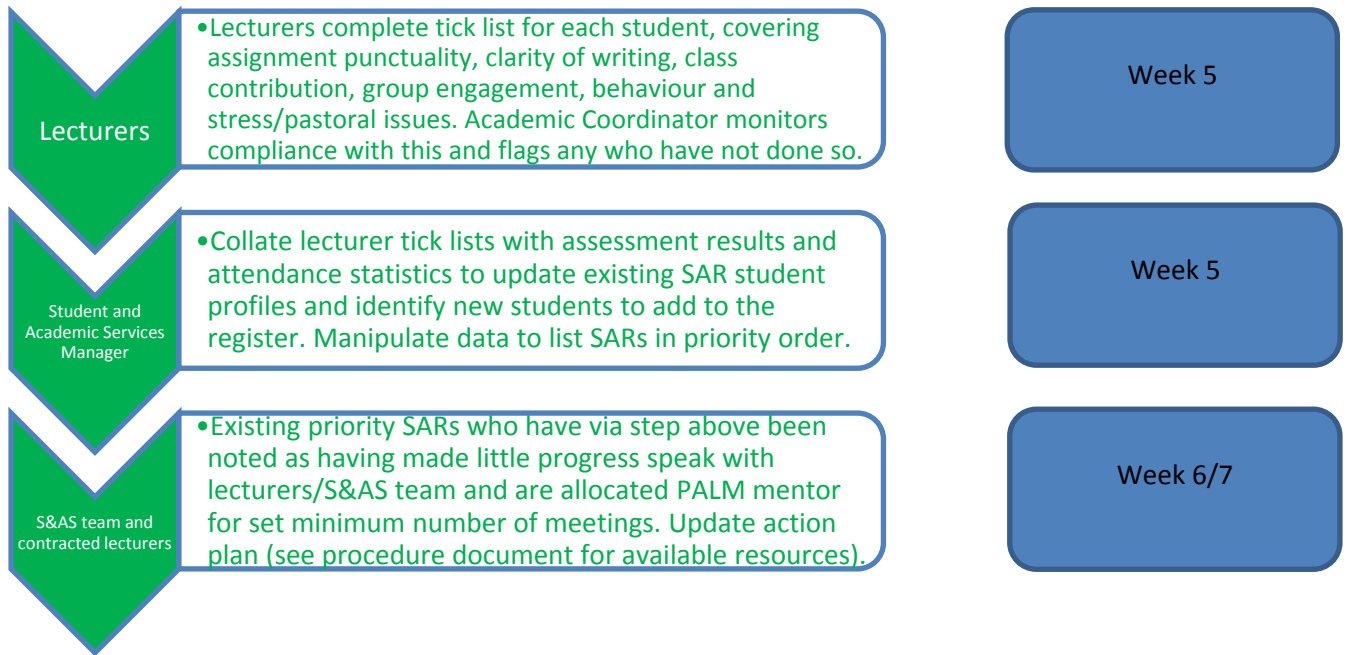 Lecturers
•Lecturers complete tick list for each student, covering
assignment punctuality, clarity of writing, class
contribution, group engagement, behaviour and
stress/pastoral issues. Academic Coordinator monitors
compliance with this and flags any who have not done so.
Week 5
Student and
Academic Services
Manager
•Collate lecturer tick lists with assessment results and
attendance statistics to update existing SAR student
profiles and identify new students to add to the
register. Manipulate data to list SARs in priority order.
Week 5
S&AS team and
contracted lecturers
•Existing priority SARs who have via step above been
noted as having made little progress speak with
lecturers/S&AS team and are allocated PALM mentor
for set minimum number of meetings. Update action
plan (see procedure document for available resources).
Week 6/7